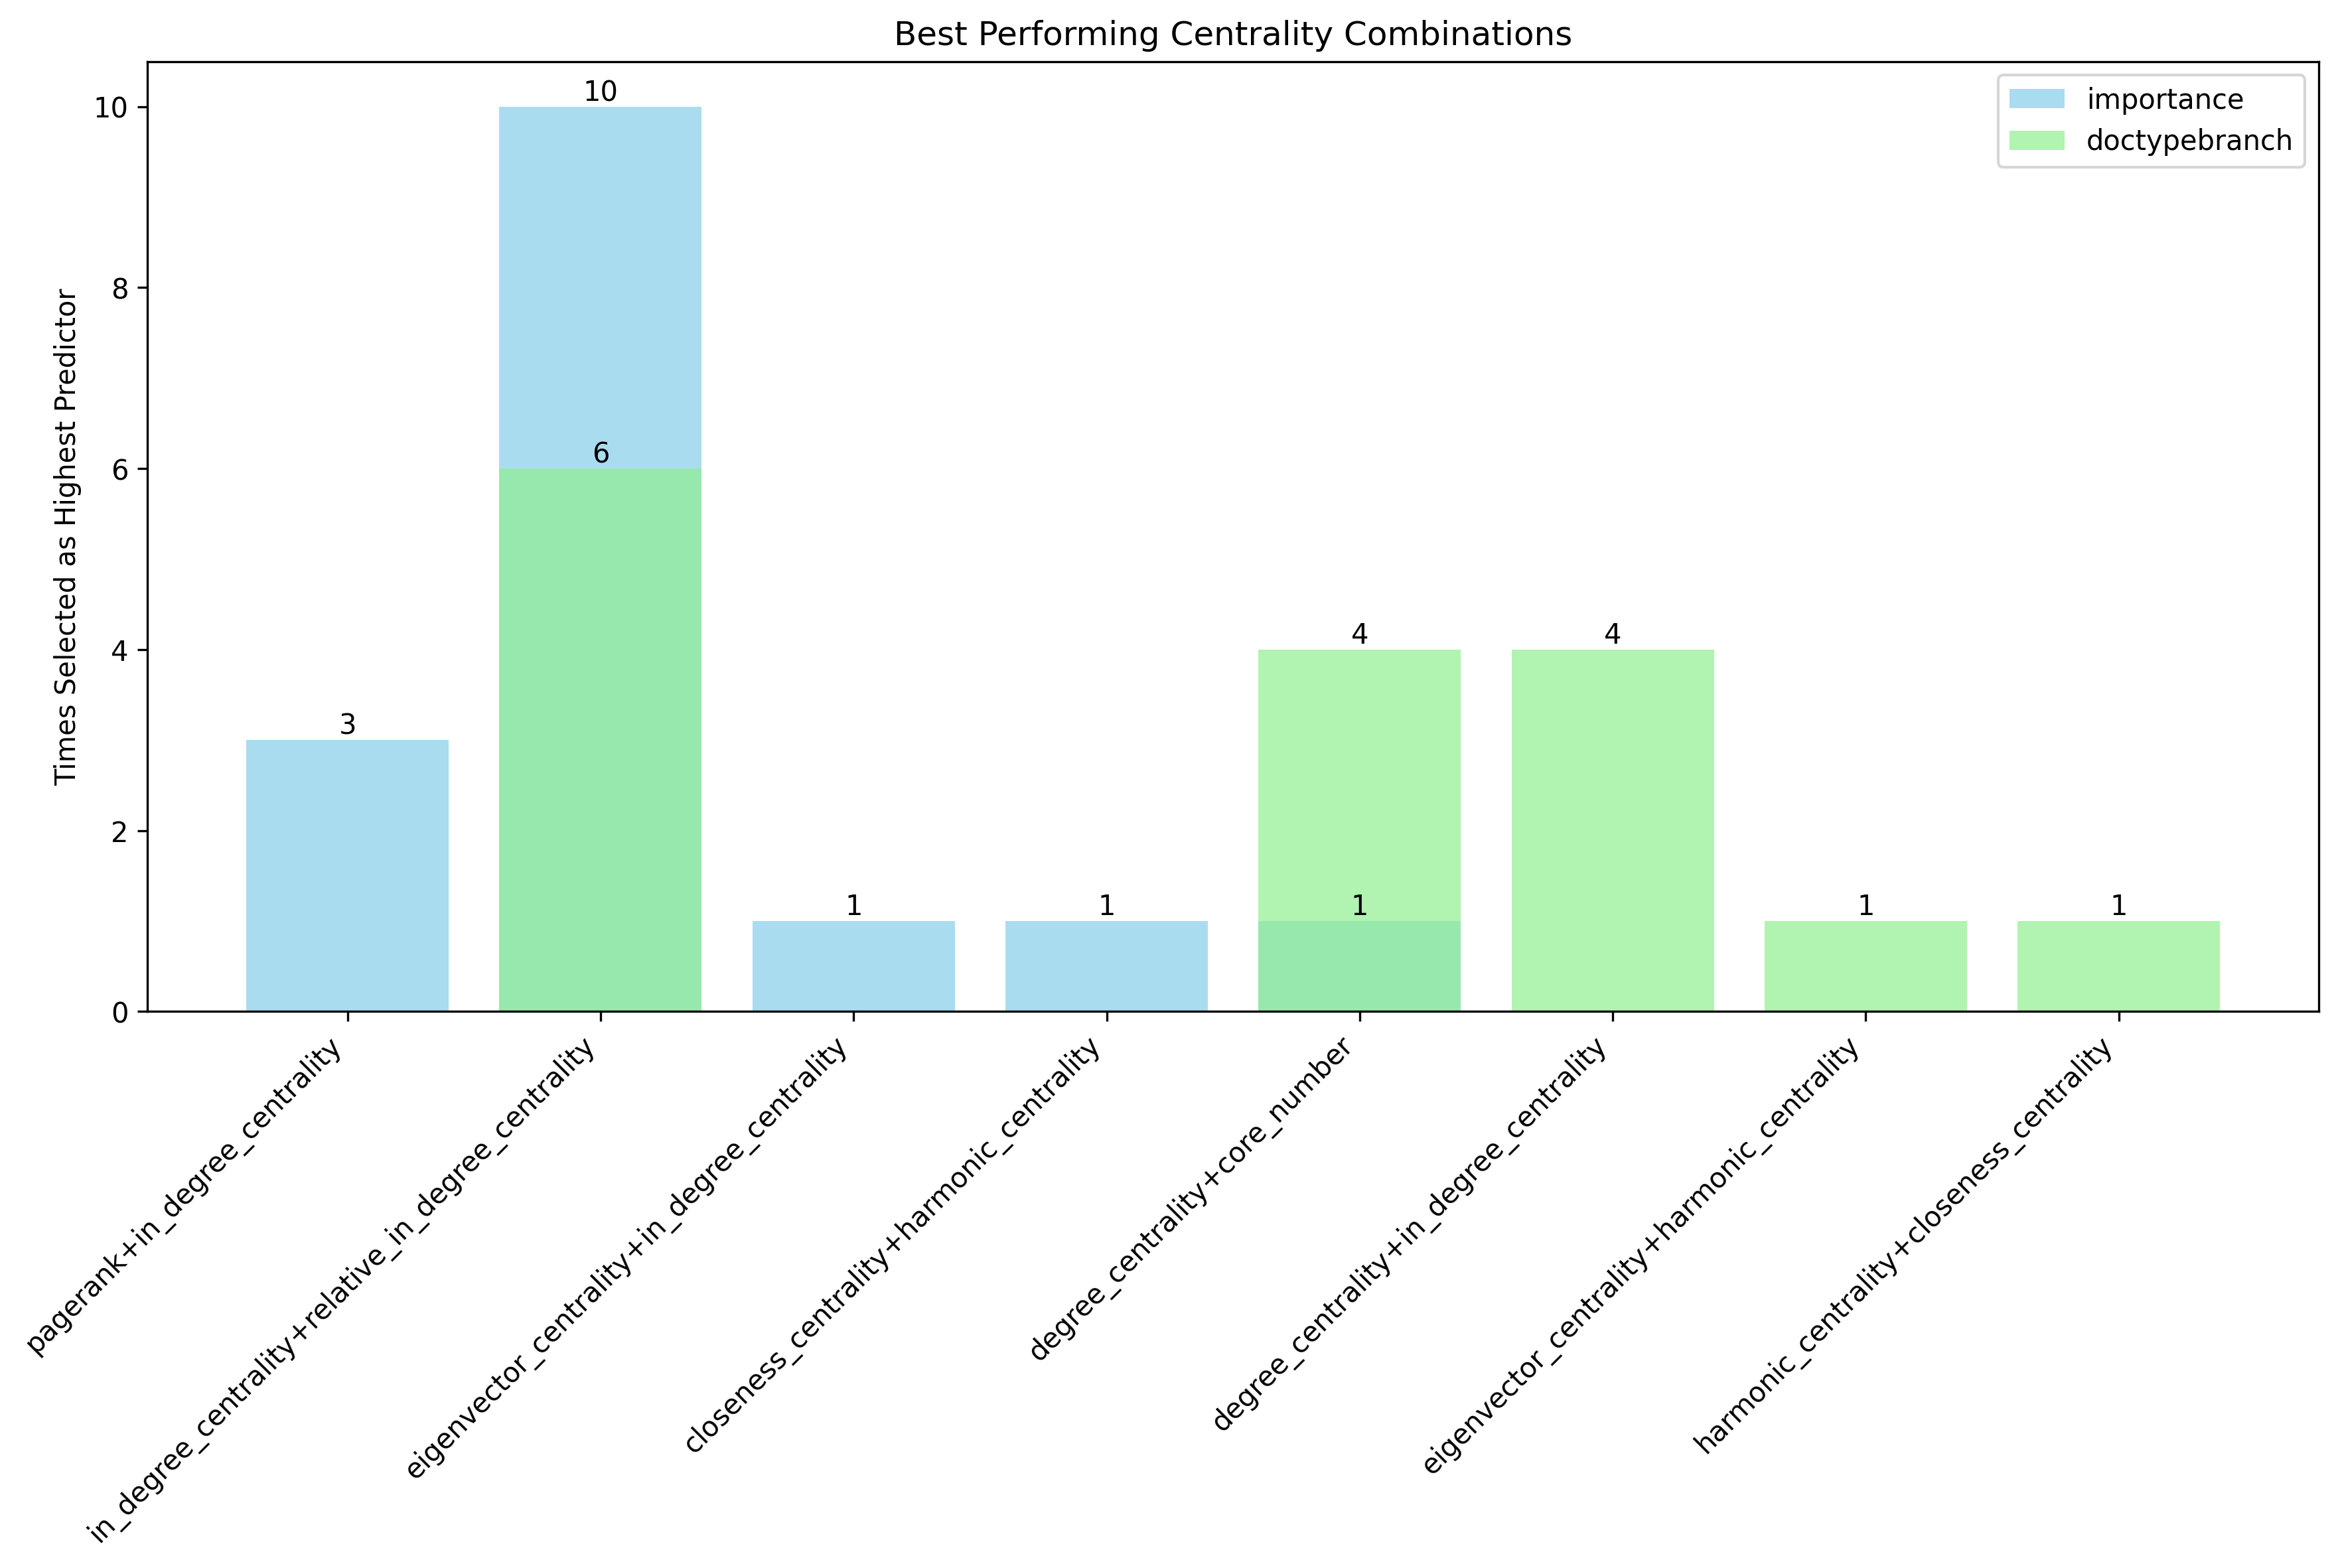 Best Performing Centrality Combinations
importance
doctypebranch
Times Selected as Highest Predictor
10
8
6
4
2
0
3
10
6
1
1
4
1
4
1
1
pagerank+in_degree_centrality
in_degree_centrality+relative_in_degree_centrality
eigenvector_centrality+in_degree_centrality
closeness_centrality+harmonic_centrality
degree_centrality+core_number
degree_centrality+in_degree_centrality
eigenvector_centrality+harmonic_centrality
harmonic_centrality+closeness_centrality